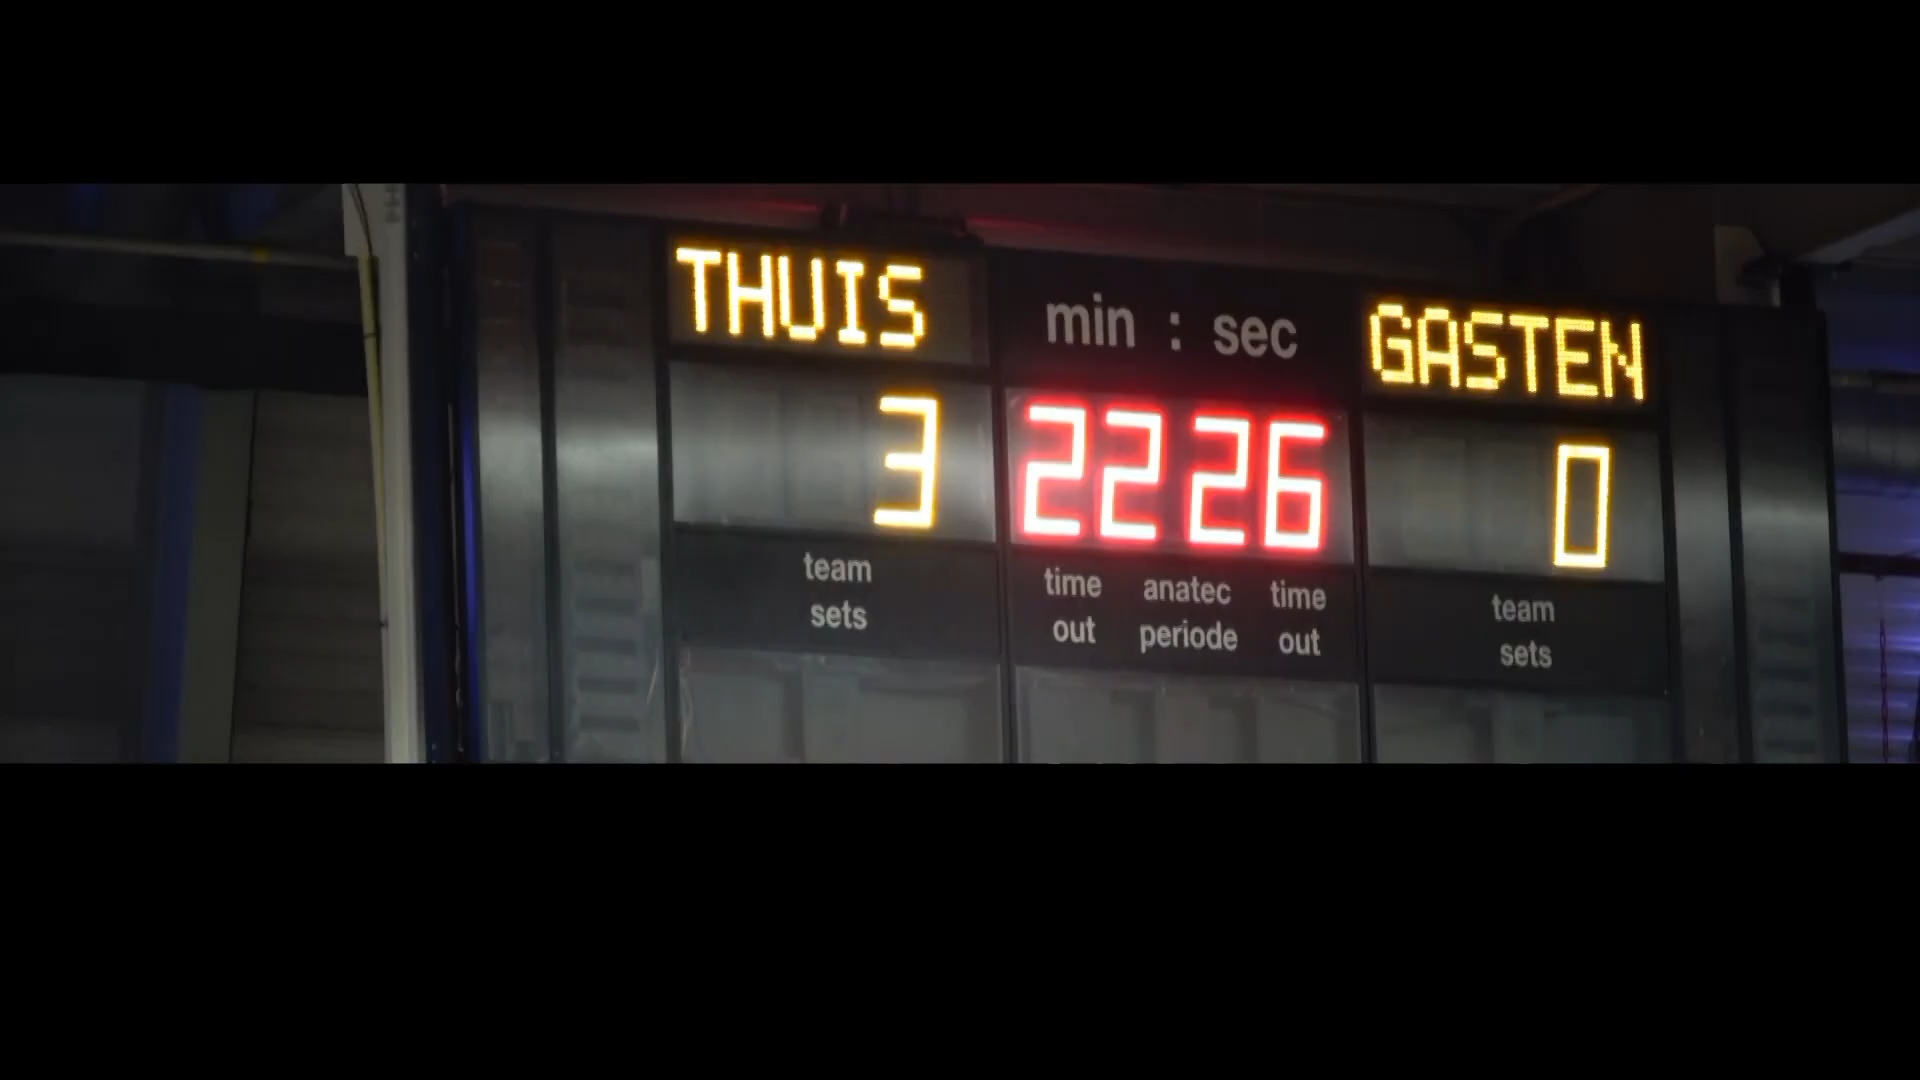 THUIS min : sec GASTEN
3 22 26 0
team sets
time out anatec periode time out
team sets